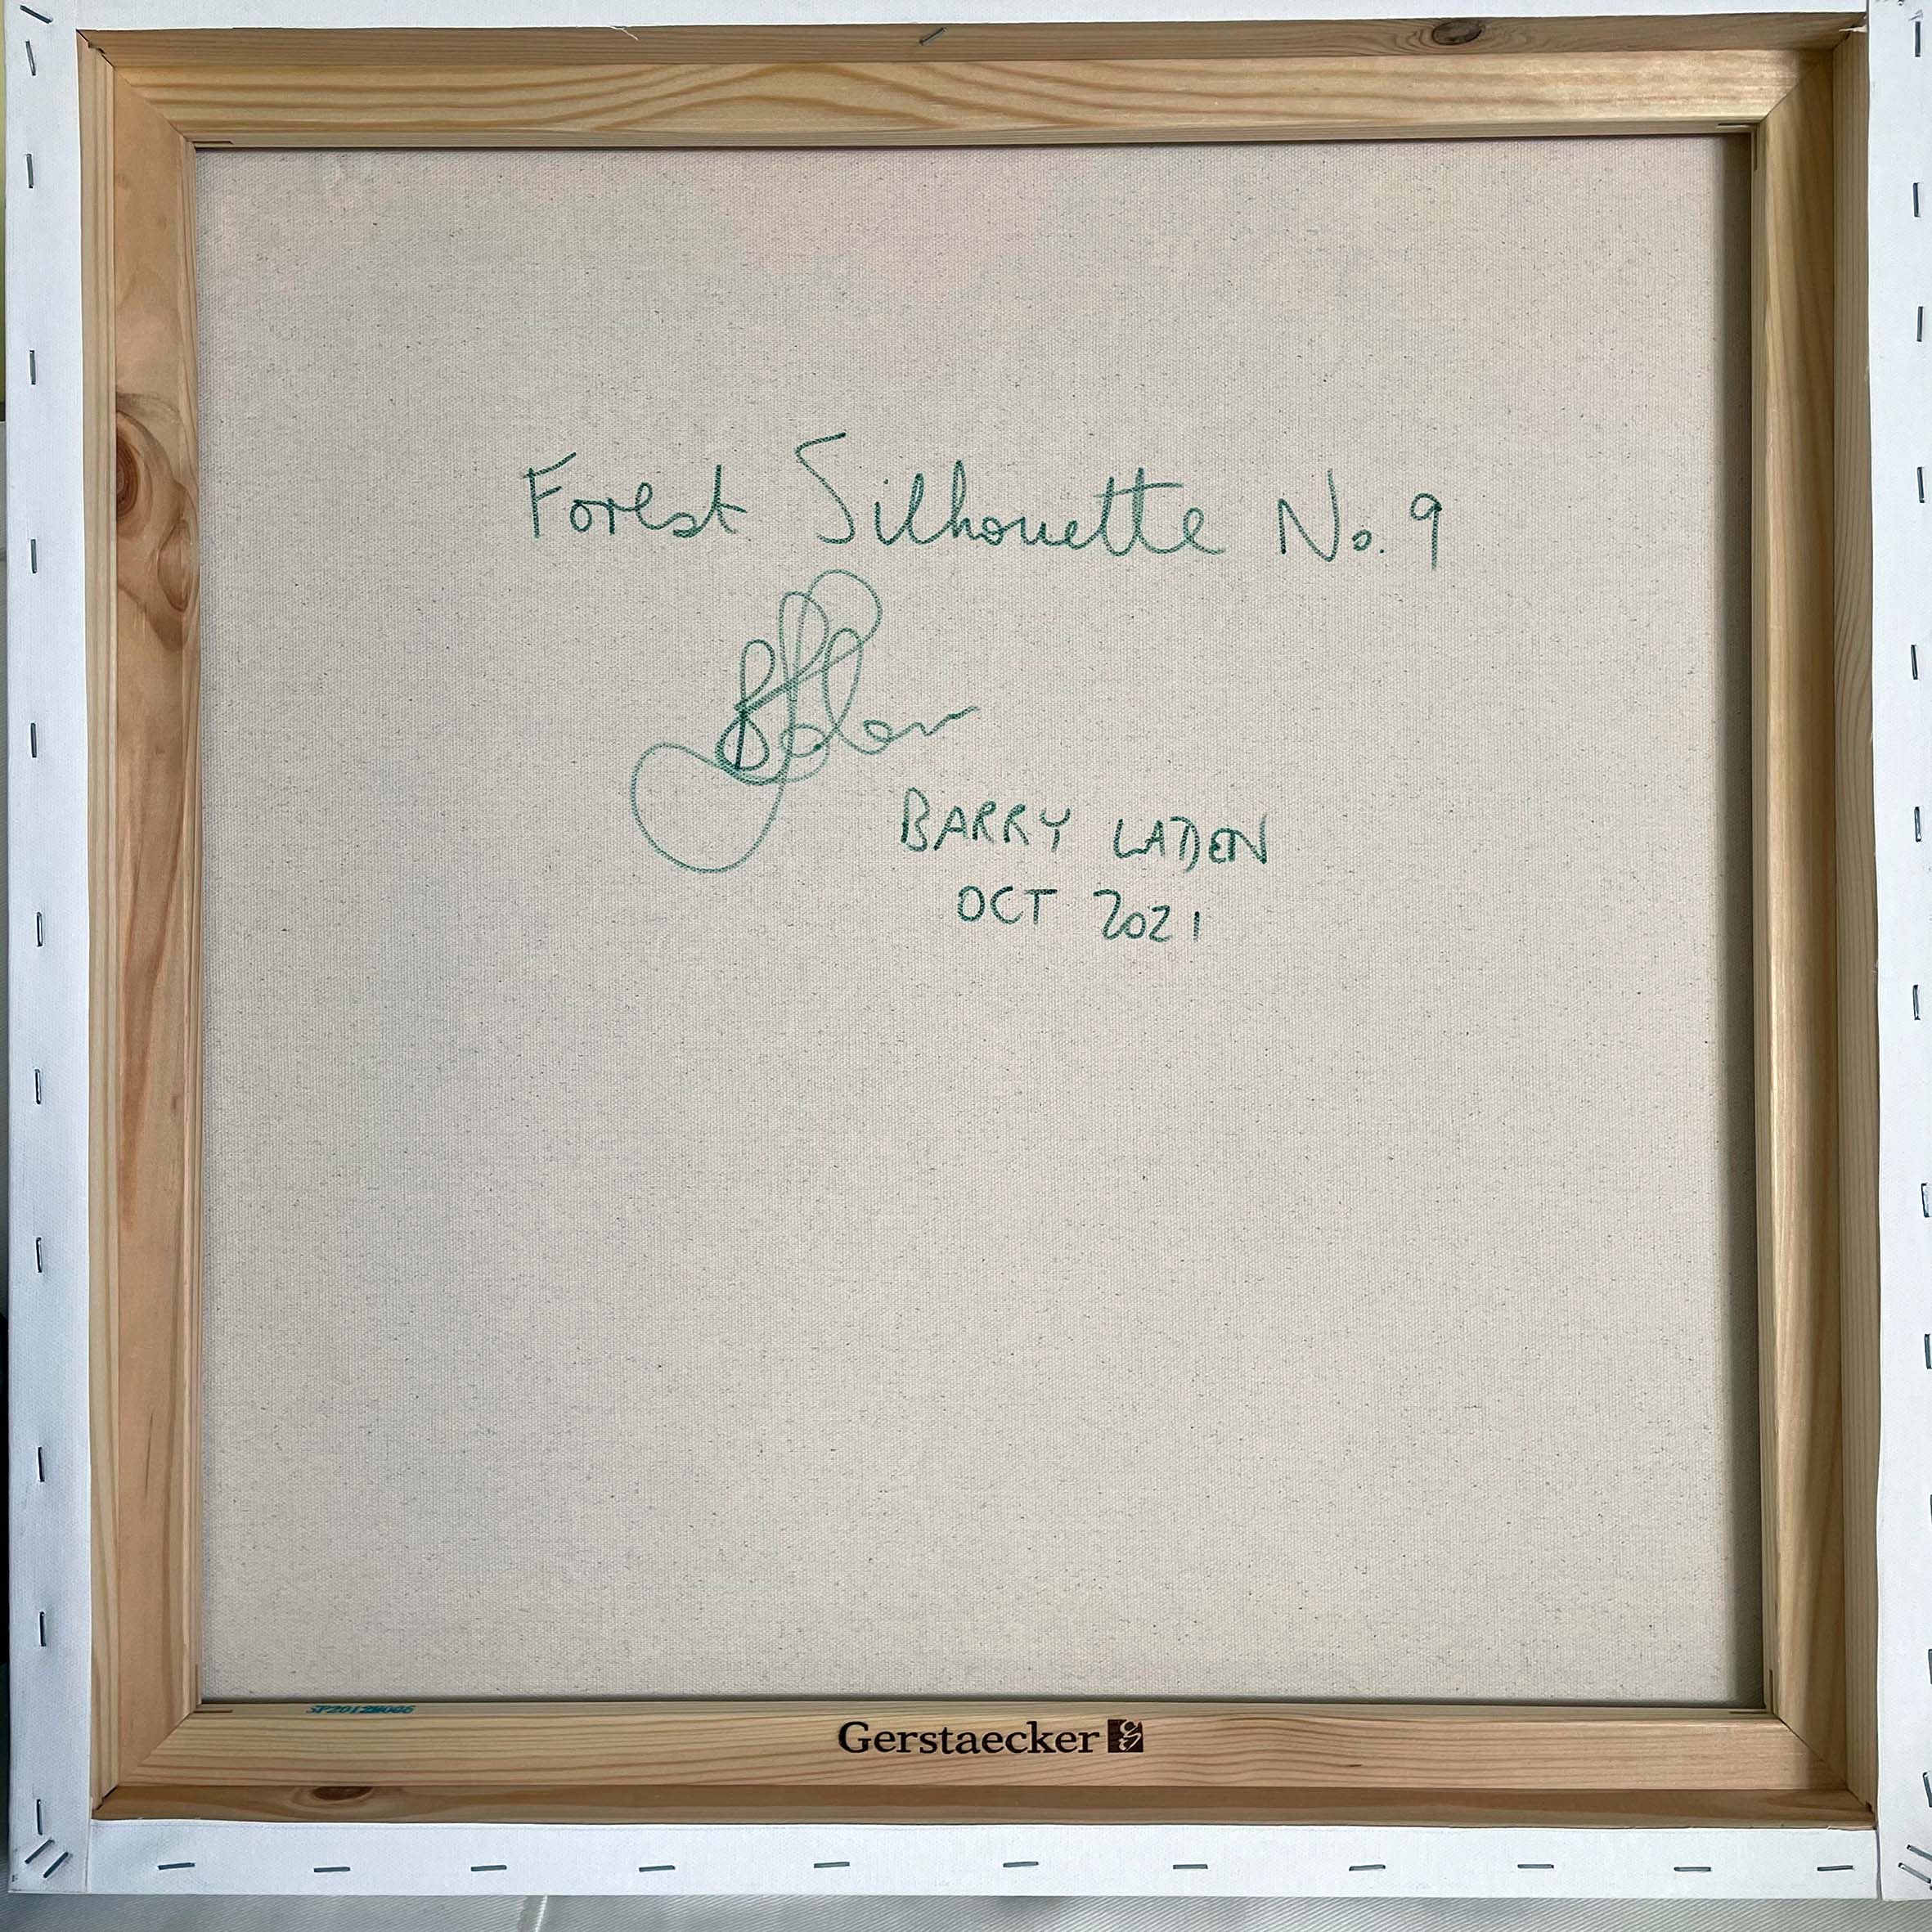 Forest Silhouette No. 9
BARRY LADEN
OCT 2021
Gerstaecker